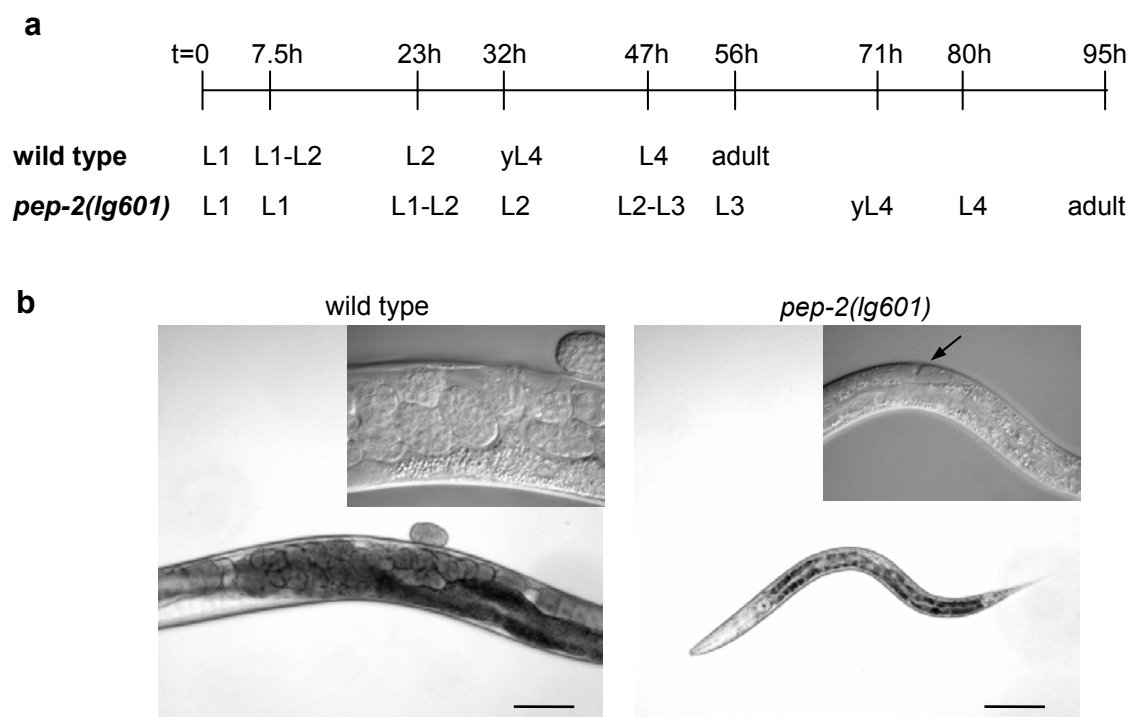 a
t=0 7.5h 23h 32h 47h 56h 71h 80h 95h
wild type L1 L1-L2 L2 yL4 L4 adult
pep-2(lg601) L1 L1 L1-L2 L2 L2-L3 L3 yL4 L4 adult
b
wild type pep-2(lg601)